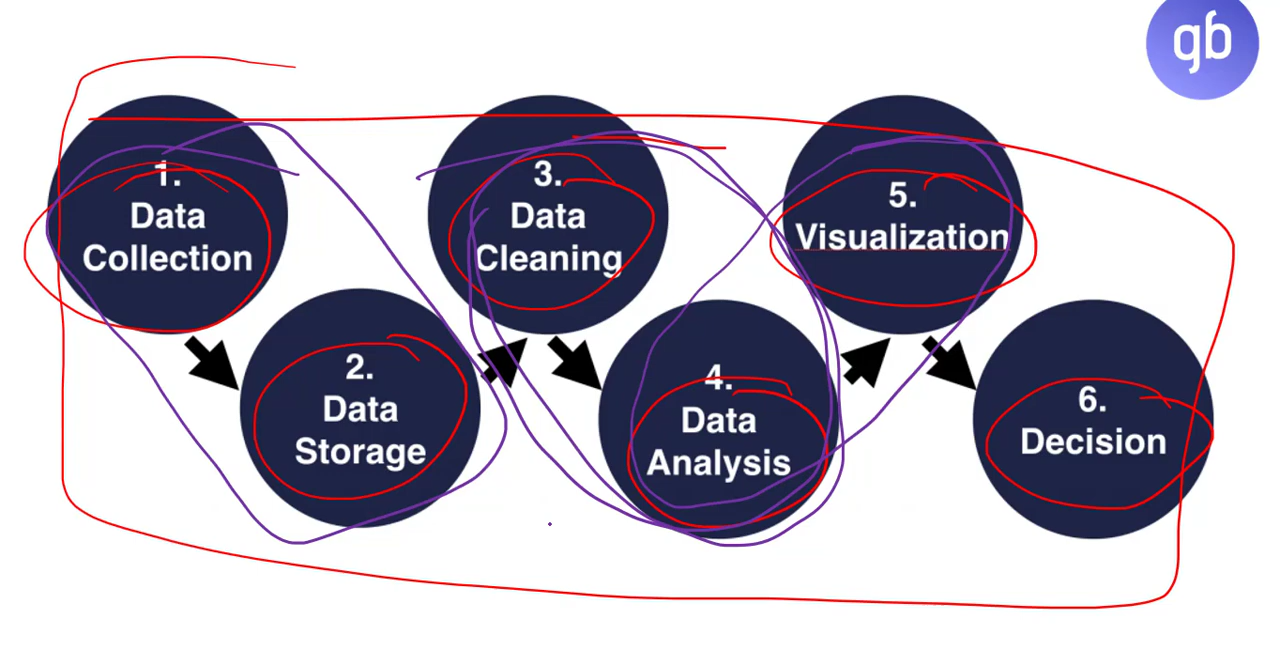 gb
1.
Data
Collection
2.
Data
Storage
3.
Data
Cleaning
4.
Data
Analysis
5.
Visualization
6.
Decision